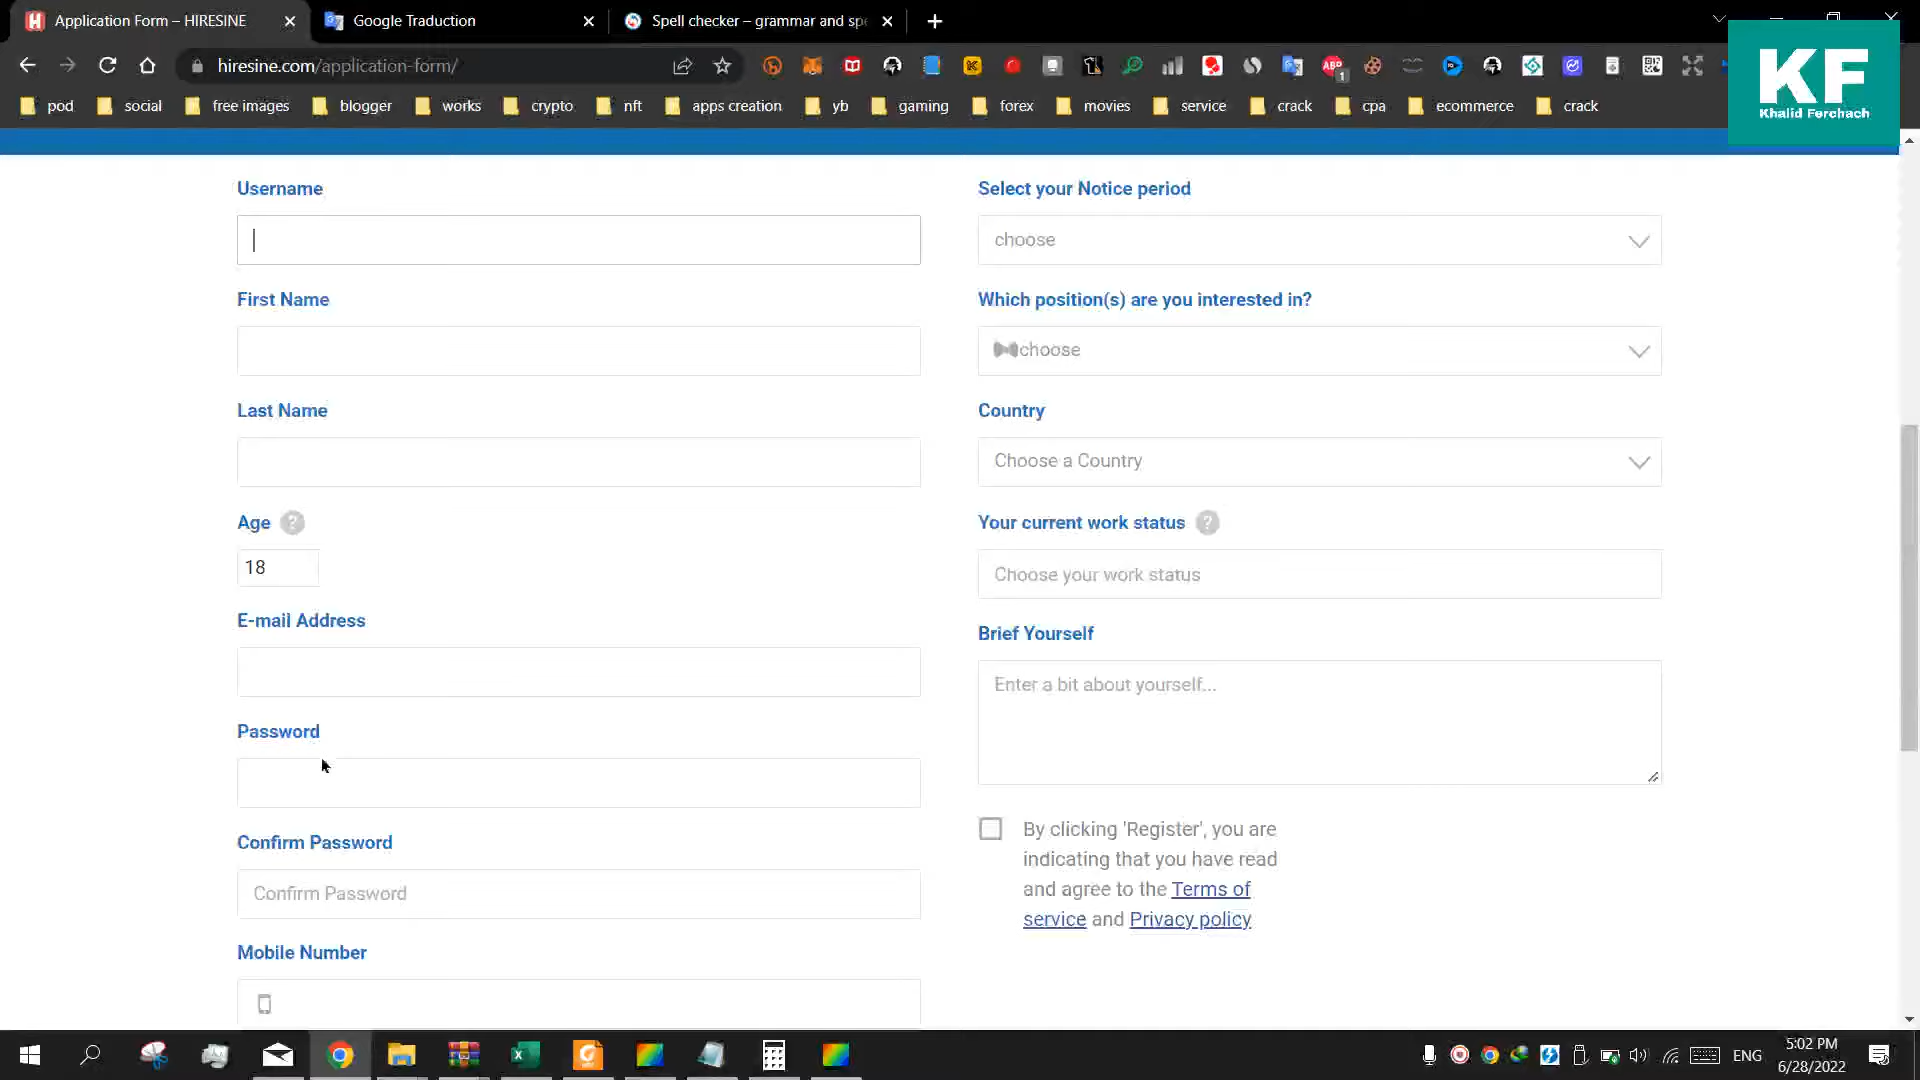 Application Form – HIRESINE
Google Traduction
Spell checker – grammar and spe
hiresine.com/application-form/
ABP
1
pod
social
free images
blogger
works
crypto
nft
apps creation
yb
gaming
forex
movies
service
crack
cpa
ecommerce
crack
KF
Khalid Ferchach
Username
First Name
Last Name
Age ?
18
E-mail Address
Password
Confirm Password
Confirm Password
Mobile Number
Select your Notice period
choose
Which position(s) are you interested in?
choose
Country
Choose a Country
Your current work status ?
Choose your work status
Brief Yourself
Enter a bit about yourself...
By clicking 'Register', you are
indicating that you have read
and agree to the Terms of
service and Privacy policy
ENG
5:02 PM
6/28/2022